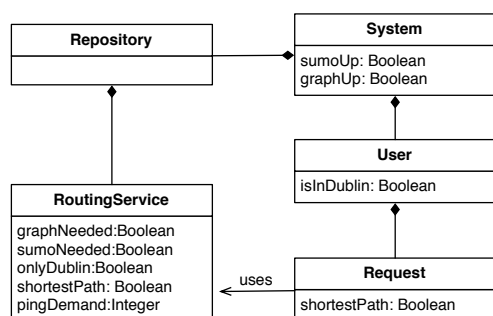 Repository
System
sumoUp: Boolean
graphUp: Boolean
User
isInDublin: Boolean
RoutingService
graphNeeded:Boolean
sumoNeeded:Boolean
onlyDublin:Boolean
shortestPath: Boolean
pingDemand:Integer
uses
Request
shortestPath: Boolean